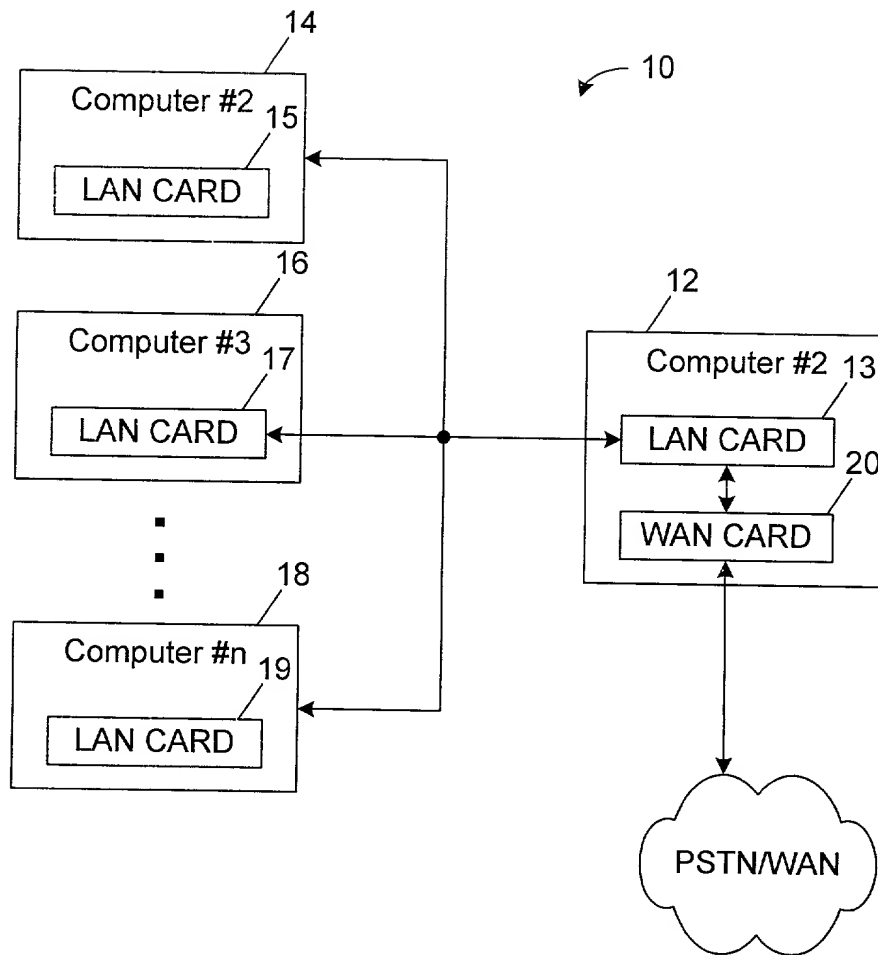 14
Computer #2
15
LAN CARD
10
16
Computer #3
17
LAN CARD
12
Computer #2
13
LAN CARD
20
WAN CARD
18
Computer #n
19
LAN CARD
PSTN/WAN